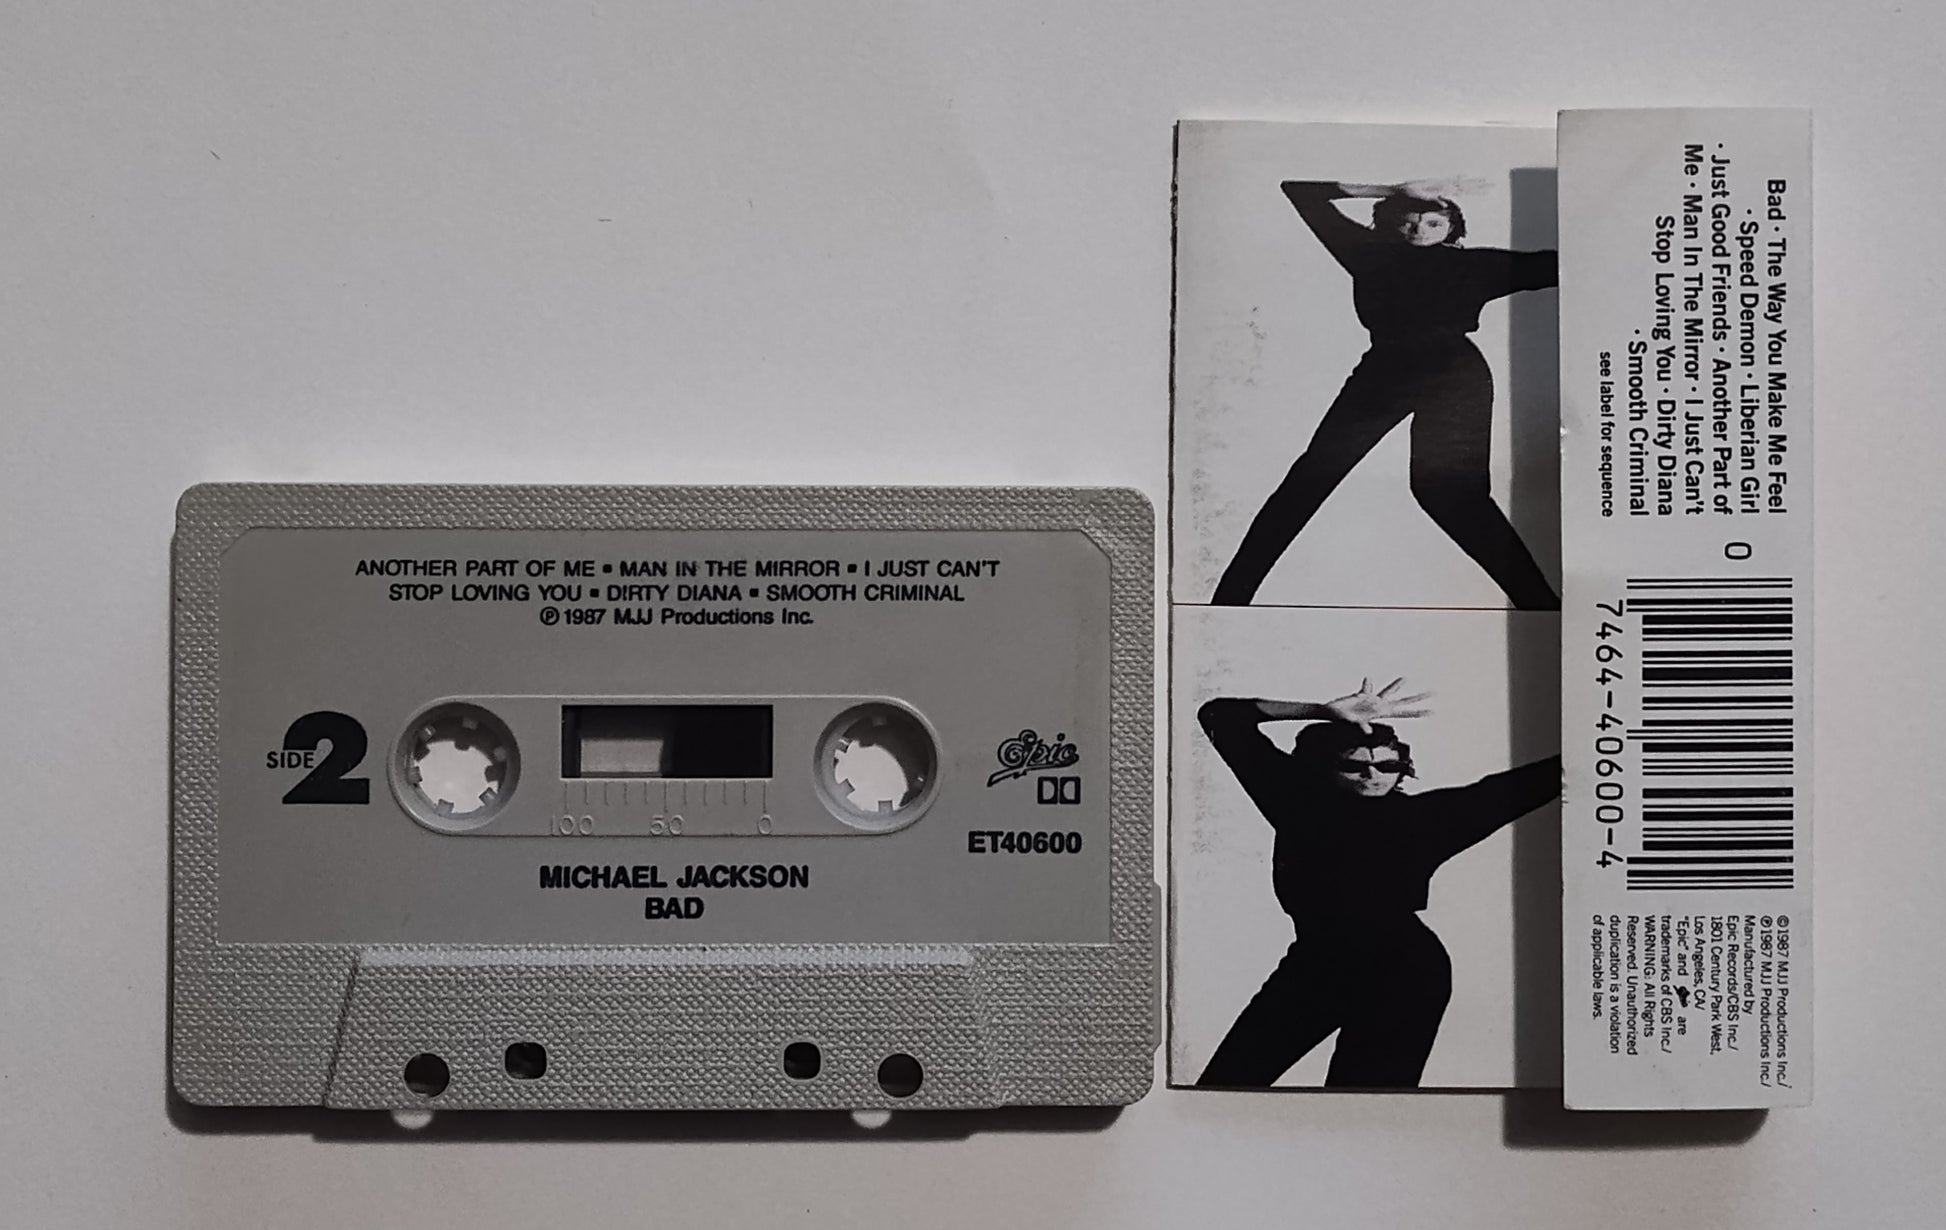 ANOTHER PART OF ME ▪ MAN IN THE MIRROR ▪ I JUST CAN'T
STOP LOVING YOU ▪ DIRTY DIANA ▪ SMOOTH CRIMINAL
℗ 1987 MJJ Productions Inc.
SIDE 2
100 50 0
Epic
ET40600
MICHAEL JACKSON
BAD
Bad · The Way You Make Me Feel
· Speed Demon · Liberian Girl
· Just Good Friends · Another Part of
Me · Man In The Mirror · I Just Can't
Stop Loving You · Dirty Diana
· Smooth Criminal
see label for sequence
0
7464-40600-4
©1987 MJJ Productions Inc./
℗1987 MJJ Productions Inc./
Manufactured by
Epic Records/CBS Inc./
1801 Century Park West,
Los Angeles, CA/
"Epic" and are
trademarks of CBS Inc./
WARNING: All Rights
Reserved. Unauthorized
duplication is a violation
of applicable laws.